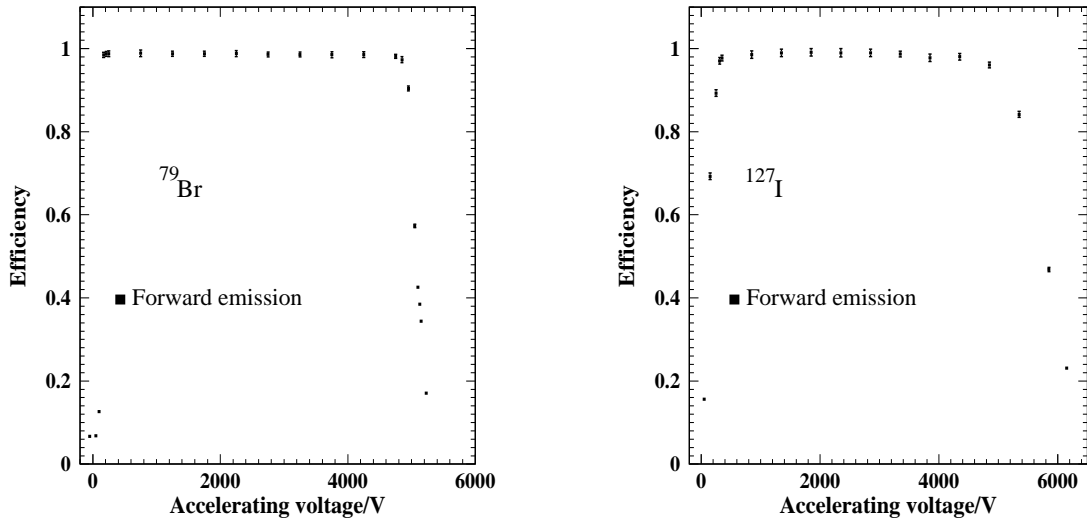 Efficiency
1
0.8
0.6
0.4
0.2
0
79Br
■ Forward emission
0 2000 4000 6000
Accelerating voltage/V
Efficiency
1
0.8
0.6
0.4
0.2
0
127I
■ Forward emission
0 2000 4000 6000
Accelerating voltage/V